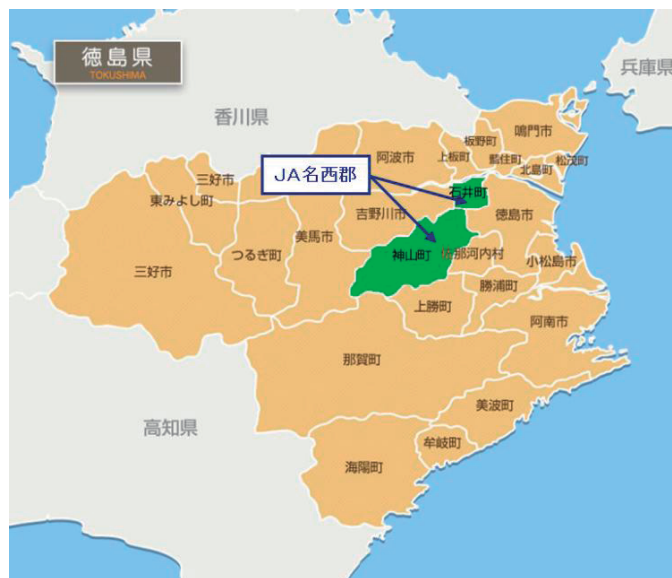 徳島県
TOKUSHIMA
兵庫県
香川県
鳴門市
板野町
阿波市
上板町
藍住町
北島町
松茂町
三好市
JA名西郡
石井町
東みよし町
吉野川市
徳島市
美馬市
つるぎ町
神山町
佐那河内村
小松島市
三好市
勝浦町
上勝町
阿南市
那賀町
美波町
高知県
牟岐町
海陽町